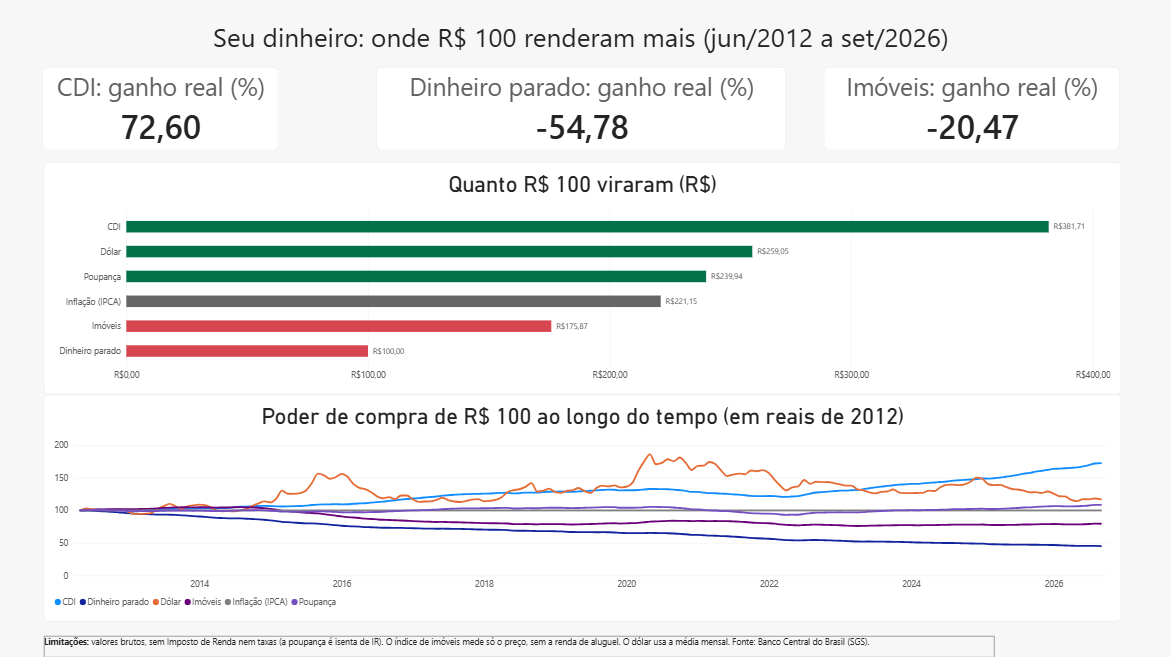 Seu dinheiro: onde R$ 100 renderam mais (jun/2012 a set/2026)
CDI: ganho real (%)
72,60
Dinheiro parado: ganho real (%)
-54,78
Imóveis: ganho real (%)
-20,47
Quanto R$ 100 viraram (R$)
CDI R$381,71
Dólar R$259,05
Poupança R$239,94
Inflação (IPCA) R$221,15
Imóveis R$175,87
Dinheiro parado R$100,00
R$0,00 R$100,00 R$200,00 R$300,00 R$400,00
Poder de compra de R$ 100 ao longo do tempo (em reais de 2012)
200
150
100
50
0
2014 2016 2018 2020 2022 2024 2026
CDI Dinheiro parado Dólar Imóveis Inflação (IPCA) Poupança
Limitações: valores brutos, sem Imposto de Renda nem taxas (a poupança é isenta de IR). O índice de imóveis mede só o preço, sem a renda de aluguel. O dólar usa a média mensal. Fonte: Banco Central do Brasil (SGS).